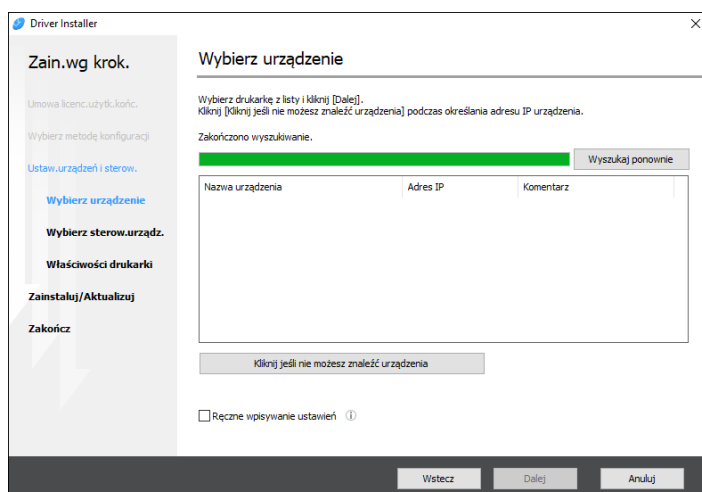 Driver Installer
Zain.wg krok.
Umowa licenc.użytk.końc.
Wybierz metodę konfiguracji
Ustaw.urządzeń i sterow.
Wybierz urządzenie
Wybierz sterow.urządz.
Właściwości drukarki
Zainstaluj/Aktualizuj
Zakończ
Wybierz urządzenie
Wybierz drukarkę z listy i kliknij [Dalej].
Kliknij [Kliknij jeśli nie możesz znaleźć urządzenia] podczas określania adresu IP urządzenia.
Zakończono wyszukiwanie.
Wyszukaj ponownie
Nazwa urządzenia Adres IP Komentarz
Kliknij jeśli nie możesz znaleźć urządzenia
Ręczne wpisywanie ustawień
Wstecz Dalej Anuluj